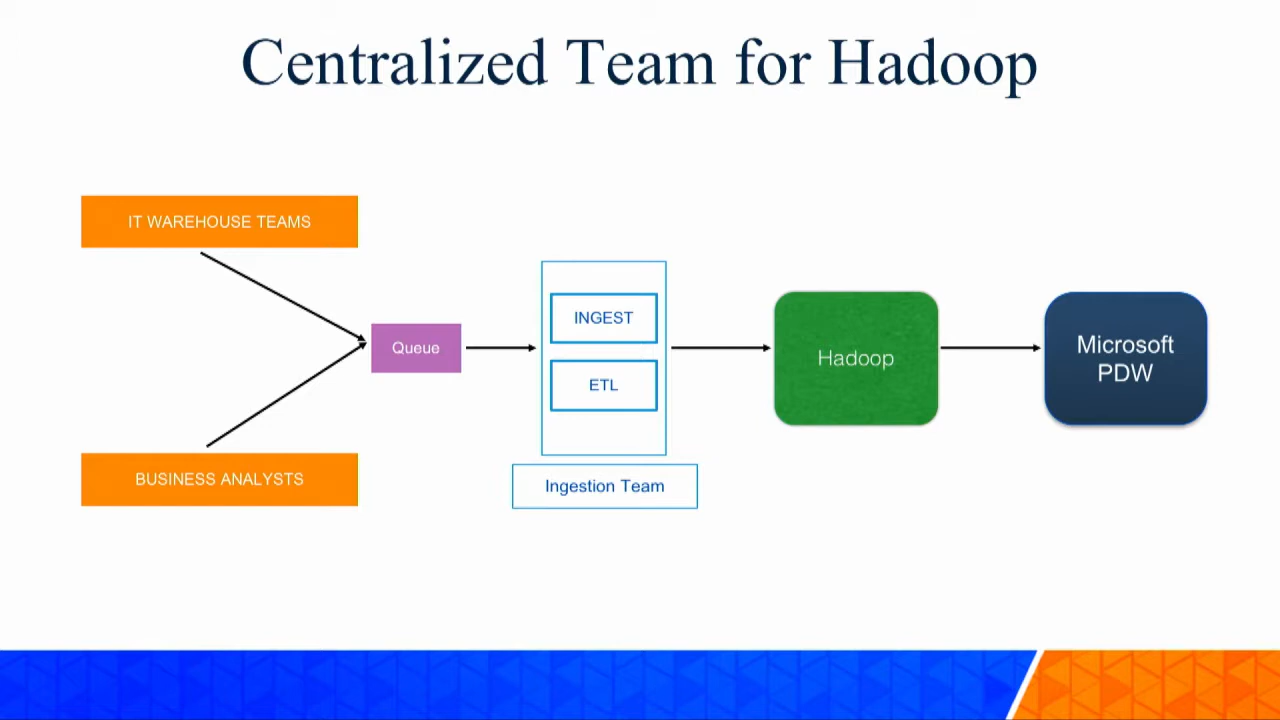 Centralized Team for Hadoop
IT WAREHOUSE TEAMS
BUSINESS ANALYSTS
Queue
INGEST
ETL
Ingestion Team
Hadoop
Microsoft
PDW